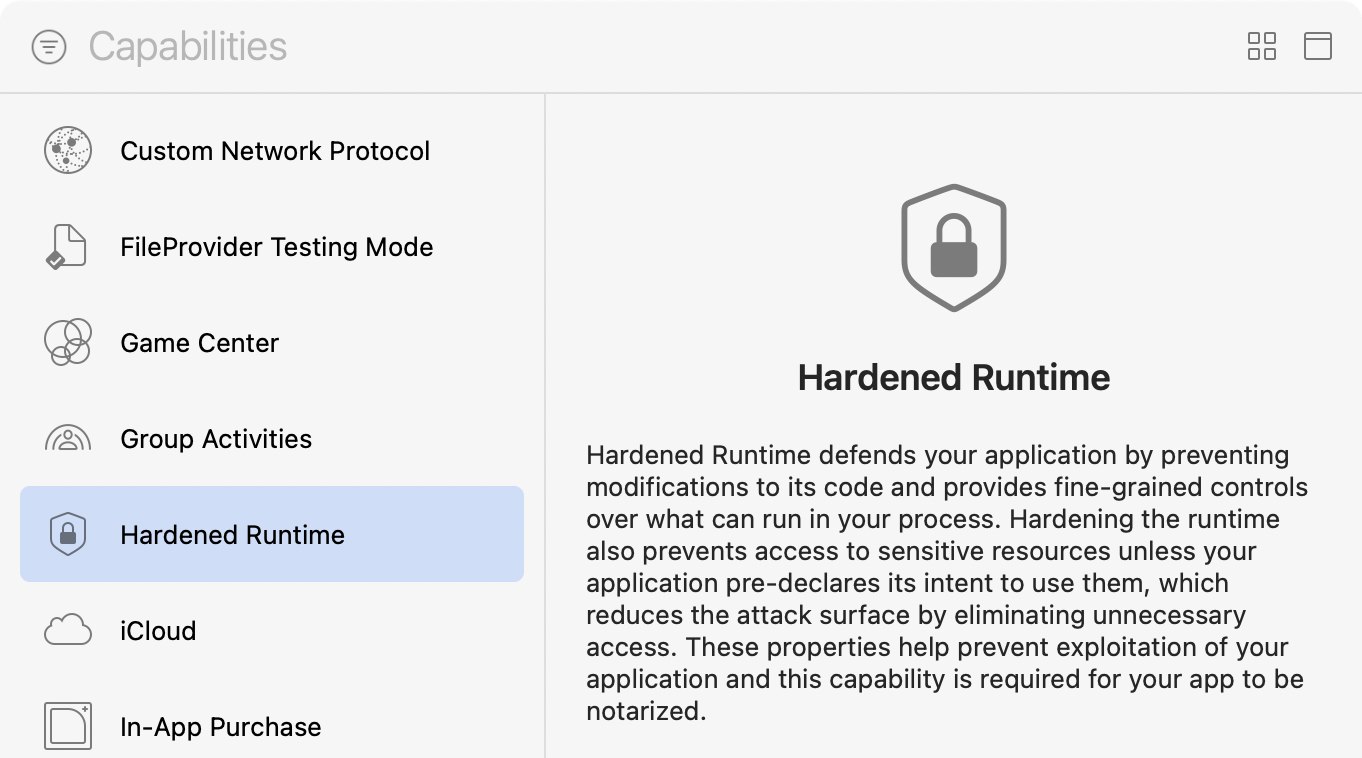 Capabilities
Custom Network Protocol
FileProvider Testing Mode
Game Center
Group Activities
Hardened Runtime
iCloud
In-App Purchase
Hardened Runtime
Hardened Runtime defends your application by preventing
modifications to its code and provides fine-grained controls
over what can run in your process. Hardening the runtime
also prevents access to sensitive resources unless your
application pre-declares its intent to use them, which
reduces the attack surface by eliminating unnecessary
access. These properties help prevent exploitation of your
application and this capability is required for your app to be
notarized.